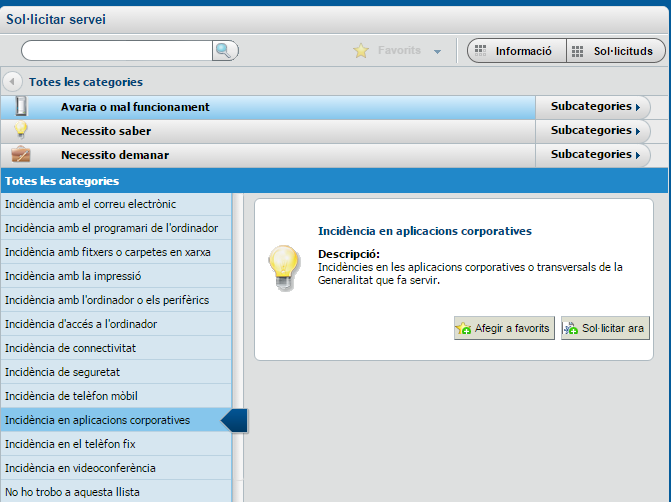 Sol·licitar servei
Favorits
Informació
Sol·licituds
Totes les categories
Avaria o mal funcionament
Subcategories
Necessito saber
Subcategories
Necessito demanar
Subcategories
Totes les categories
Incidència amb el correu electrònic
Incidència amb el programari de l'ordinador
Incidència amb fitxers o carpetes en xarxa
Incidència amb la impressió
Incidència amb l'ordinador o els perifèrics
Incidència d'accés a l'ordinador
Incidència de connectivitat
Incidència de seguretat
Incidència de telèfon mòbil
Incidència en aplicacions corporatives
Incidència en el telèfon fix
Incidència en videoconferència
No ho trobo a aquesta llista
Incidència en aplicacions corporatives
Descripció:
Incidències en les aplicacions corporatives o transversals de la
Generalitat que fa servir.
Afegir a favorits
Sol·licitar ara